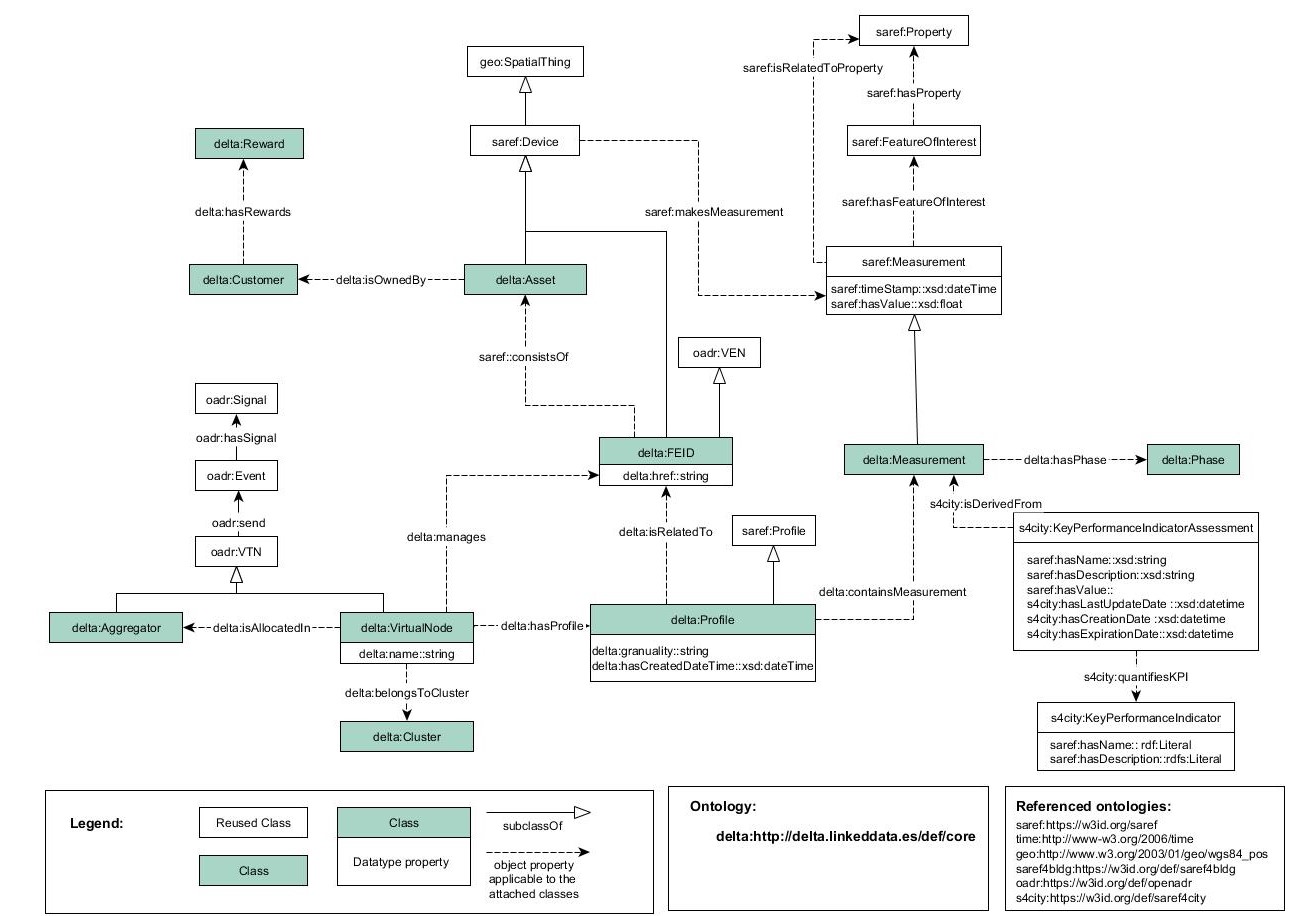 saref:Property
geo:SpatialThing
saref:isRelatedToProperty
saref:hasProperty
delta:Reward
saref:Device
saref:FeatureOfInterest
delta:hasRewards
saref:makesMeasurement
saref:hasFeatureOfInterest
delta:Customer
delta:isOwnedBy
delta:Asset
saref:Measurement
saref:timeStamp::xsd:dateTime
saref:hasValue::xsd:float
saref::consistsOf
oadr:VEN
oadr:Signal
oadr:hasSignal
oadr:Event
oadr:send
oadr:VTN
delta:FEID
delta:href::string
delta:Measurement
delta:hasPhase
delta:Phase
s4city:isDerivedFrom
delta:manages
delta:isRelatedTo
saref:Profile
s4city:KeyPerformanceIndicatorAssessment
saref:hasName::xsd:string
saref:hasDescription::xsd:string
saref:hasValue::
s4city:hasLastUpdateDate ::xsd:datetime
s4city:hasCreationDate :xsd:datetime
s4city:hasExpirationDate::xsd:datetime
delta:containsMeasurement
delta:Aggregator
delta:isAllocatedIn
delta:VirtualNode
delta:name::string
delta:hasProfile
delta:Profile
delta:granuality::string
delta:hasCreatedDateTime::xsd:dateTime
delta:belongsToCluster
delta:Cluster
s4city:quantifiesKPI
s4city:KeyPerformanceIndicator
saref:hasName:: rdf:Literal
saref:hasDescription::rdfs:Literal
Legend:
Reused Class
Class
Class
Datatype property
subclassOf
object property
applicable to the
attached classes
Ontology:
delta:http://delta.linkeddata.es/def/core
Referenced ontologies:
saref:https://w3id.org/saref
time:http://www-w3.org/2006/time
geo:http://www.w3.org/2003/01/geo/wgs84_pos
saref4bldg:https://w3id.org/def/saref4bldg
oadr:https://w3id.org/def/openadr
s4city:https://w3id.org/def/saref4city